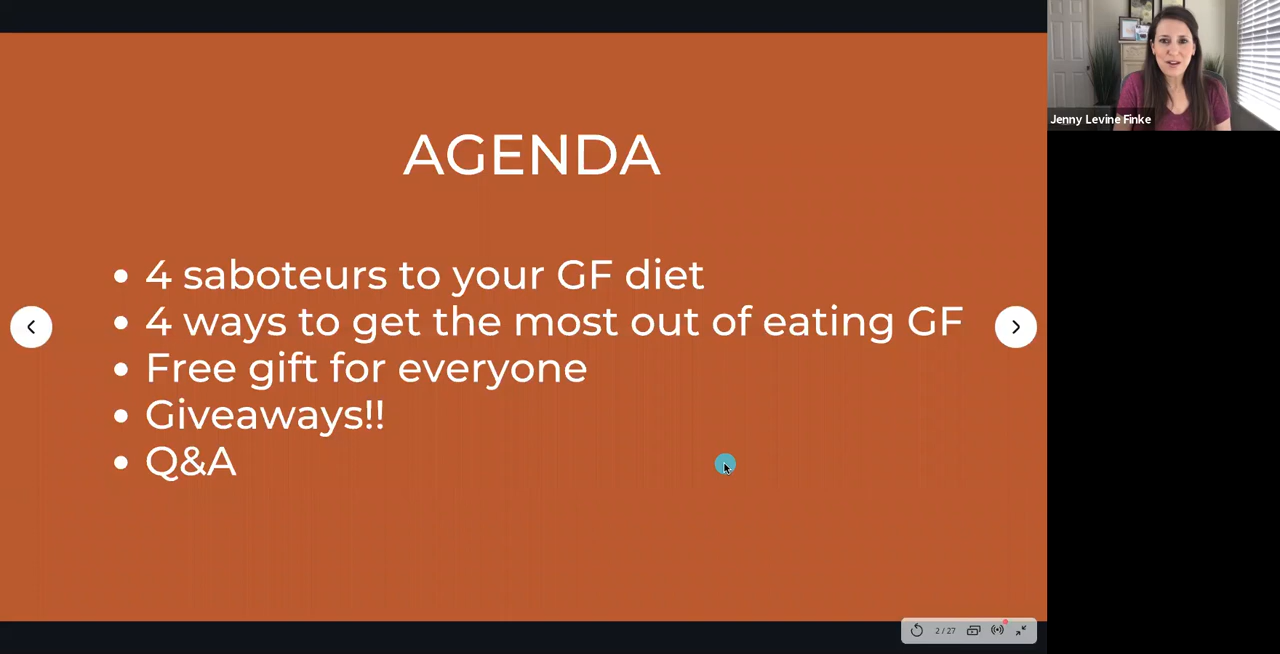 Jenny Levine Finke
AGENDA
• 4 saboteurs to your GF diet
• 4 ways to get the most out of eating GF
• Free gift for everyone
• Giveaways!!
• Q&A
2 / 27